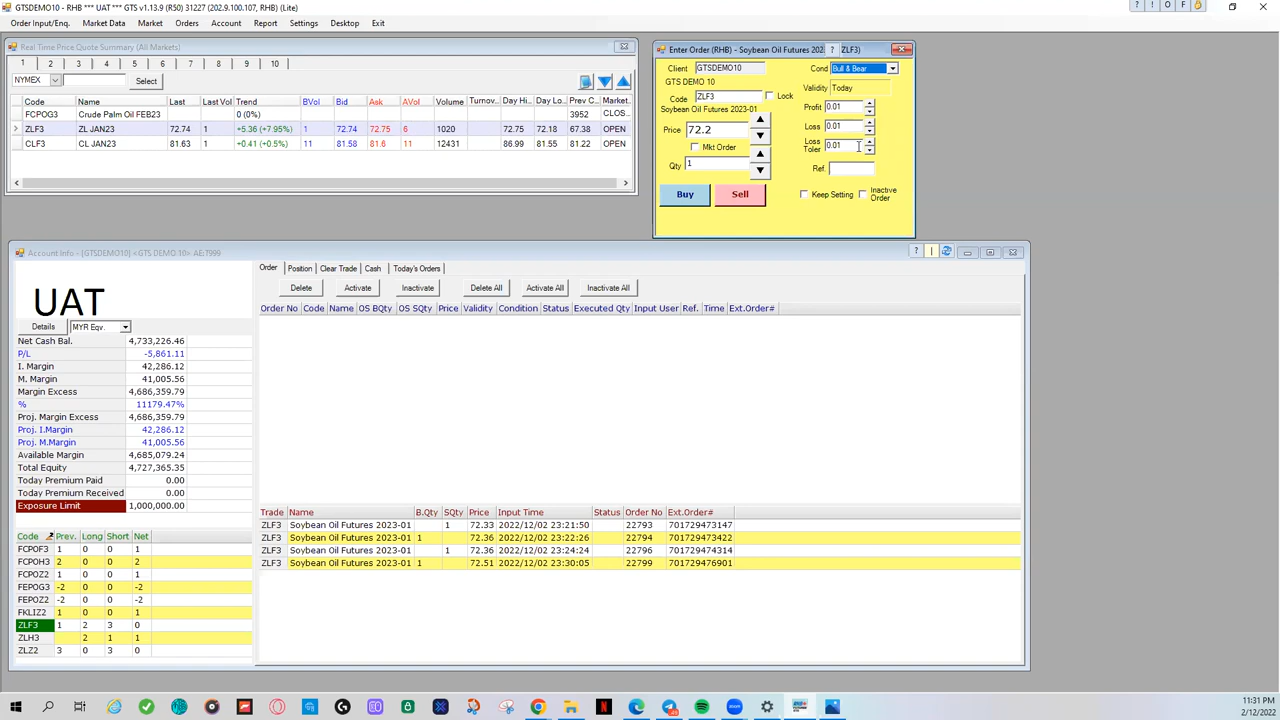 GTSDEMO10 - RHB *** UAT *** GTS v1.13.9 (R50) 31227 (202.9.100.107, RHB) (Lite)
? ! O F
Order Input/Enq. Market Data Market Orders Account Report Settings Desktop Exit
Real Time Price Quote Summary (All Markets)
1 2 3 4 5 6 7 8 9 10
NYMEX Select
Code Name Last Last Vol Trend BVol Bid Ask AVol Volume Turnov... Day Hi... Day Lo... Prev C... Market...
FCPOG3 Crude Palm Oil FEB23 0 (0%) 3952 CLOS...
ZLF3 ZL JAN23 72.74 1 +5.36 (+7.95%) 1 72.74 72.75 6 1020 72.75 72.18 67.38 OPEN
CLF3 CL JAN23 81.63 1 +0.41 (+0.5%) 11 81.58 81.6 11 12431 86.99 81.55 81.22 OPEN
Enter Order (RHB) - Soybean Oil Futures 202 ? ZLF3)
Client GTSDEMO10 Cond Bull & Bear
GTS DEMO 10 Validity Today
Code ZLF3 Lock Profit 0.01
Soybean Oil Futures 2023-01
Price 72.2 Loss 0.01
Mkt Order Loss Toler 0.01
Qty 1 Ref.
Buy Sell Keep Setting Inactive Order
Account Info - [GTSDEMO10] <GTS DEMO 10> AE:T999
? |
Order Position Clear Trade Cash Today's Orders
UAT
Delete Activate Inactivate Delete All Activate All Inactivate All
Order No Code Name OS BQty OS SQty Price Validity Condition Status Executed Qty Input User Ref. Time Ext.Order#
Details MYR Eqv.
Net Cash Bal. 4,733,226.46
P/L -5,861.11
I. Margin 42,286.12
M. Margin 41,005.56
Margin Excess 4,686,359.79
% 11179.47%
Proj. Margin Excess 4,686,359.79
Proj. I.Margin 42,286.12
Proj. M.Margin 41,005.56
Available Margin 4,685,079.24
Total Equity 4,727,365.35
Today Premium Paid 0.00
Today Premium Received 0.00
Exposure Limit 1,000,000.00
Trade Name B.Qty SQty Price Input Time Status Order No Ext.Order#
ZLF3 Soybean Oil Futures 2023-01 1 72.33 2022/12/02 23:21:50 22793 701729473147
ZLF3 Soybean Oil Futures 2023-01 1 72.36 2022/12/02 23:22:26 22794 701729473422
ZLF3 Soybean Oil Futures 2023-01 1 72.36 2022/12/02 23:24:24 22796 701729474314
ZLF3 Soybean Oil Futures 2023-01 1 72.51 2022/12/02 23:30:05 22799 701729476901
Code Prev. Long Short Net
FCPOF3 1 0 0 1
FCPOH3 2 0 0 2
FCPOZ2 1 0 0 1
FEPOG3 -2 0 0 -2
FEPOZ2 -2 0 0 -2
FKLIZ2 1 0 0 1
ZLF3 1 2 3 0
ZLH3 2 1 1
ZLZ2 3 0 3 0
11:31 PM
2/12/2022